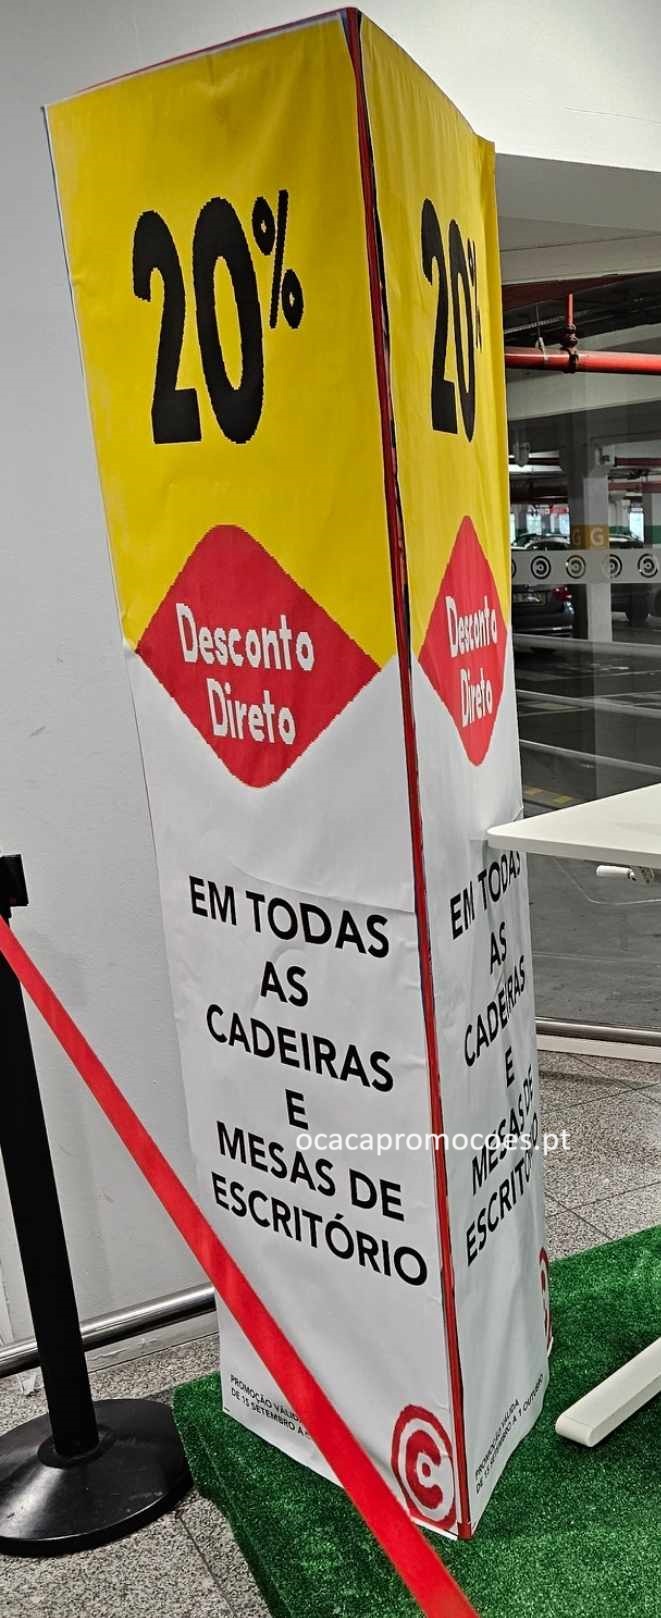 20%
Desconto
Direto
EM TODAS
AS
CADEIRAS
E
MESAS DE
ESCRITÓRIO
PROMOÇÃO VÁLIDA
DE 15 SETEMBRO A
C
20%
Desconto
Direto
EM TODAS
AS
CADEIRAS
E
MESAS DE
ESCRITÓRIO
PROMOÇÃO VÁLIDA
DE 15 SETEMBRO A 1 OUTUBRO
G
ocacapromocoes.pt